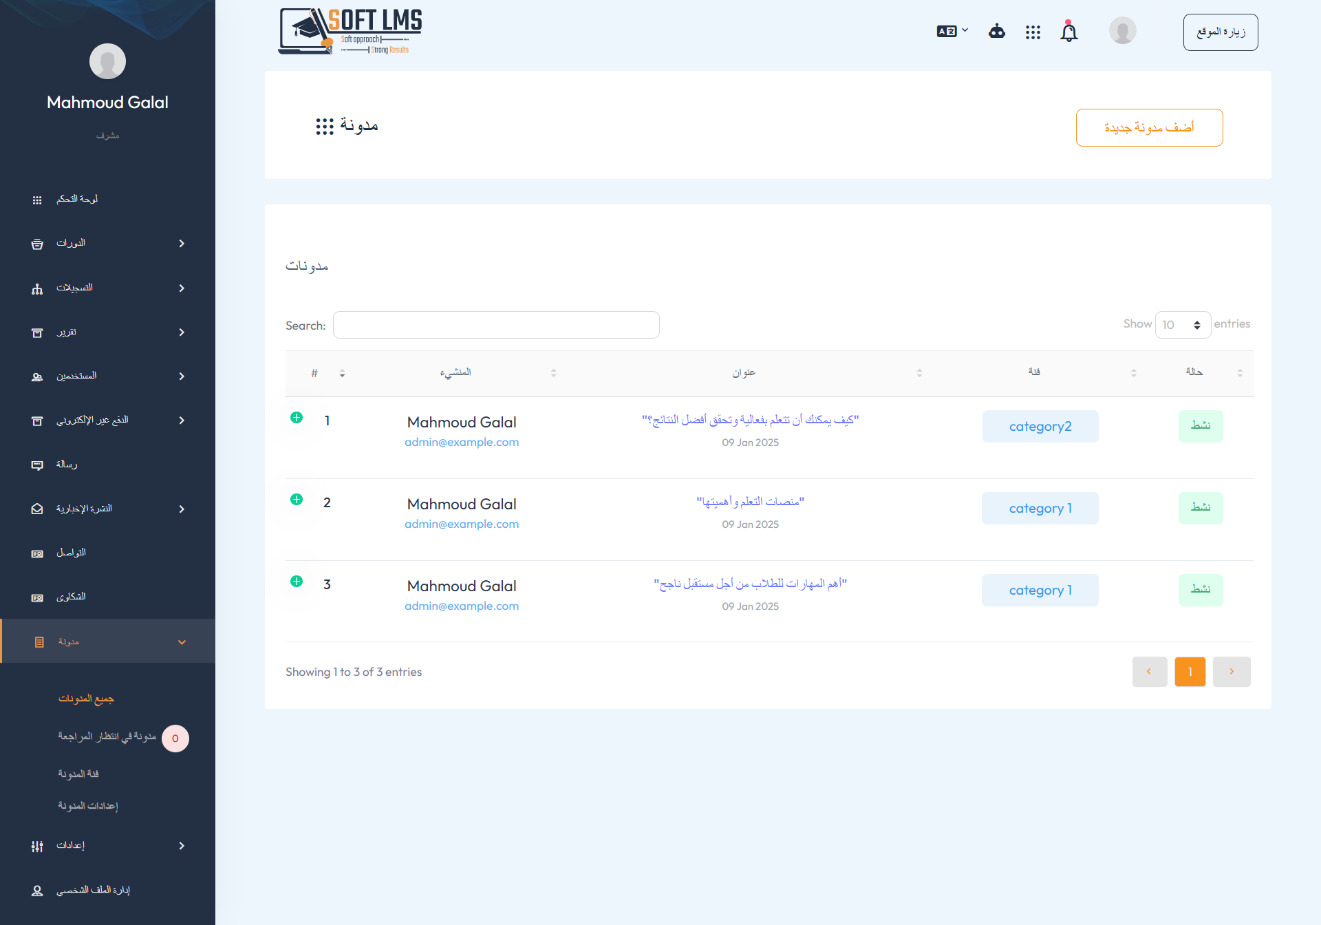 Mahmoud Galal
مشرف
لوحة التحكم
الدورات
التسجيلات
تقرير
المستخدمين
الدفع غير الإلكتروني
رسالة
النشرة الإخبارية
التواصل
الشكاوى
مدونة
جميع المدونات
مدونة في انتظار المراجعة 0
فئة المدونة
إعدادات المدونة
إعدادات
إدارة الملف الشخصي
SOFT LMS
Soft approach
Strong Results
زيارة الموقع
مدونة
أضف مدونة جديدة
مدونات
Search:
Show 10 entries
# المنشيء عنوان فئة حالة
1 Mahmoud Galal "كيف يمكنك أن تتعلم بفعالية وتحقق أفضل النتائج؟" category2 نشط
admin@example.com 09 Jan 2025
2 Mahmoud Galal "منصات التعلم وأهميتها" category 1 نشط
admin@example.com 09 Jan 2025
3 Mahmoud Galal "أهم المهارات للطلاب من أجل مستقبل ناجح" category 1 نشط
admin@example.com 09 Jan 2025
Showing 1 to 3 of 3 entries
1